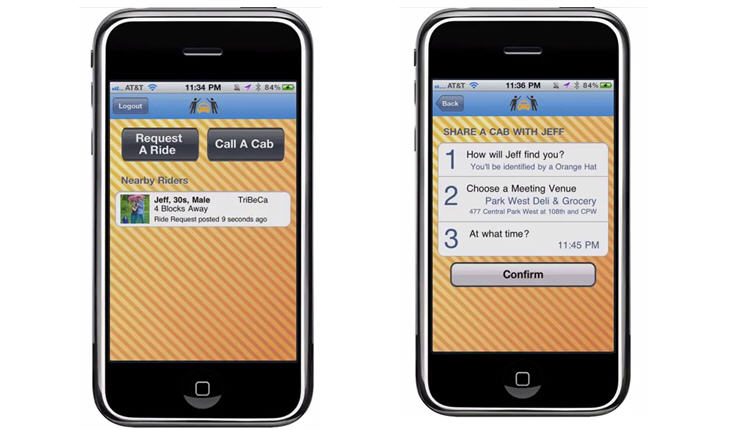 AT&T 11:34 PM 84%
Logout
Request
A Ride
Call A Cab
Nearby Riders
Jeff, 30s, Male TriBeCa
4 Blocks Away
Ride Request posted 9 seconds ago
AT&T 11:36 PM 84%
Back
SHARE A CAB WITH JEFF
1 How will Jeff find you?
You'll be identified by a Orange Hat
2 Choose a Meeting Venue
Park West Deli & Grocery
477 Central Park West at 108th and CPW
3 At what time?
11:45 PM
Confirm